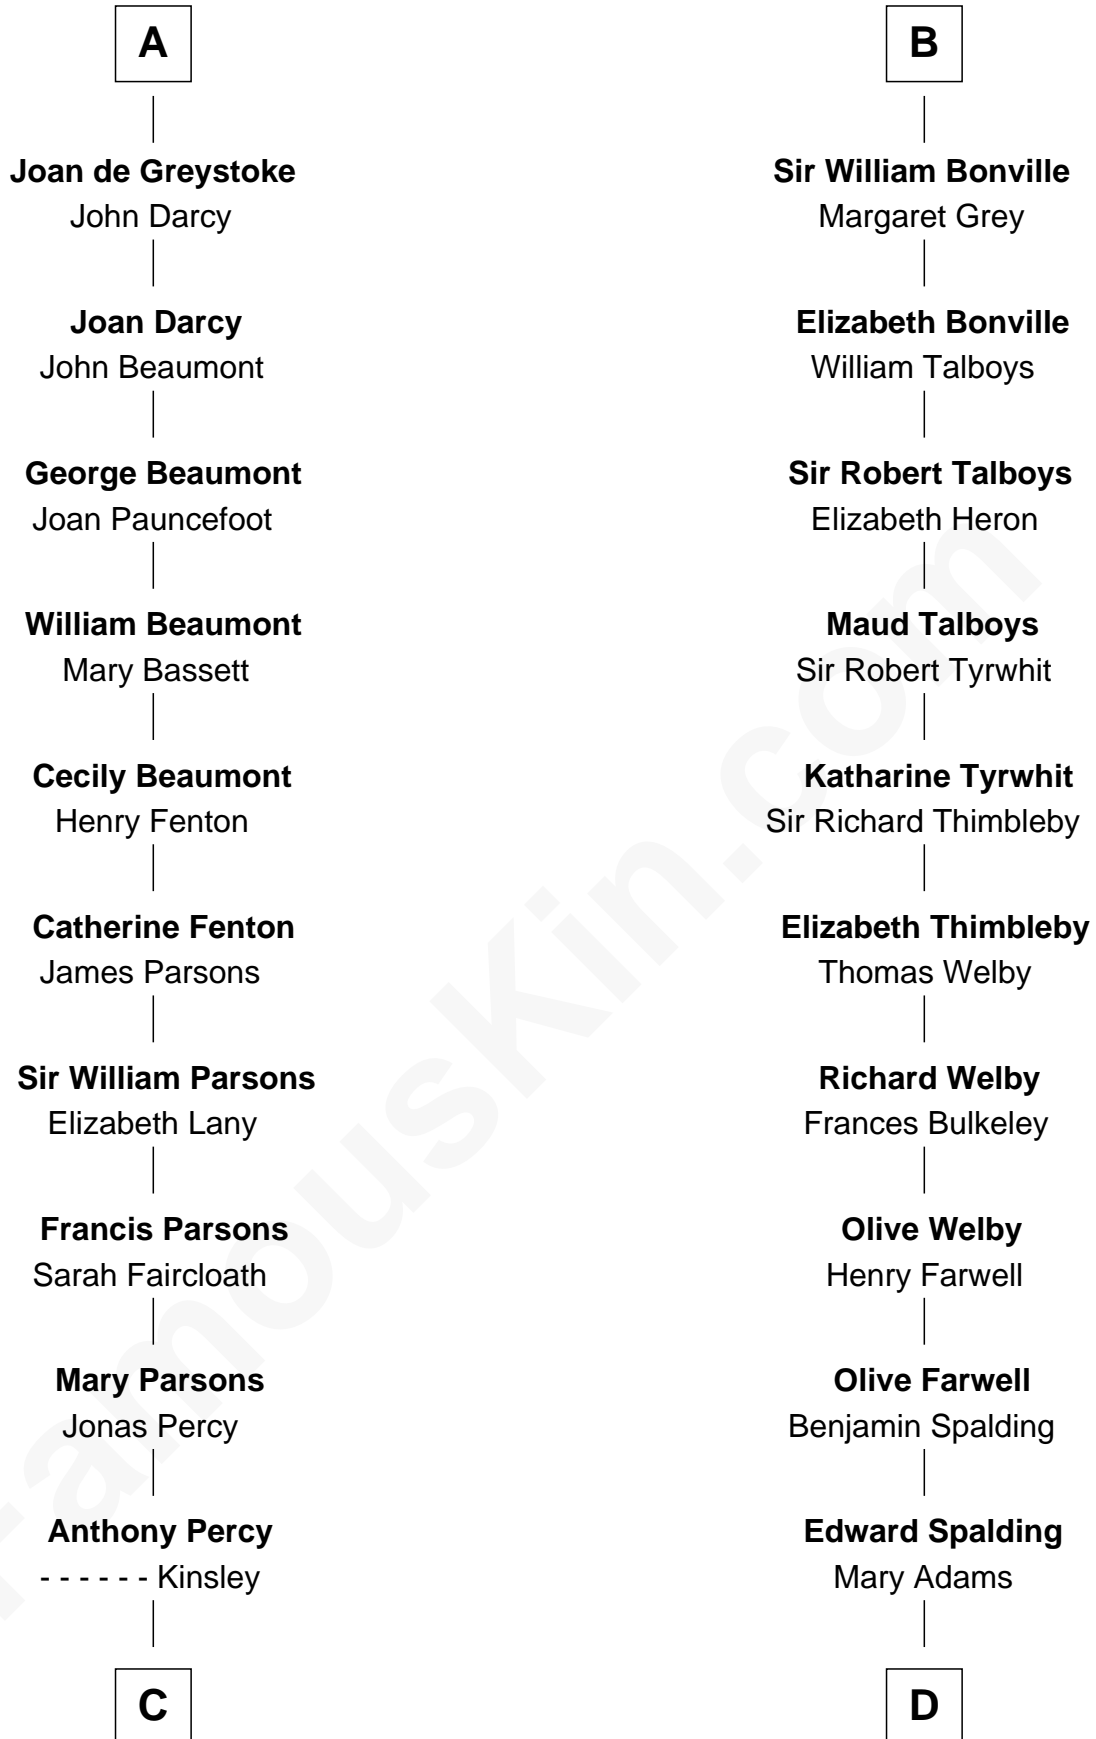 A
Joan de Greystoke
John Darcy
Joan Darcy
John Beaumont
George Beaumont
Joan Pauncefoot
William Beaumont
Mary Bassett
Cecily Beaumont
Henry Fenton
Catherine Fenton
James Parsons
Sir William Parsons
Elizabeth Lany
Francis Parsons
Sarah Faircloath
Mary Parsons
Jonas Percy
Anthony Percy
- - - - - - Kinsley
C
B
Sir William Bonville
Margaret Grey
Elizabeth Bonville
William Talboys
Sir Robert Talboys
Elizabeth Heron
Maud Talboys
Sir Robert Tyrwhit
Katharine Tyrwhit
Sir Richard Thimbleby
Elizabeth Thimbleby
Thomas Welby
Richard Welby
Frances Bulkeley
Olive Welby
Henry Farwell
Olive Farwell
Benjamin Spalding
Edward Spalding
Mary Adams
D
FamousKin.com